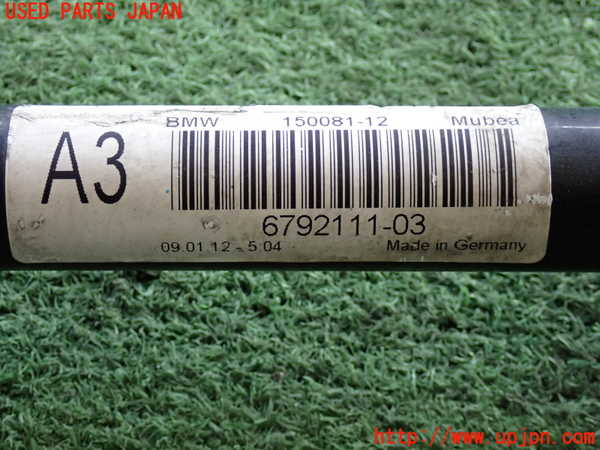 USED PARTS JAPAN
BMW 150081-12 Mubea
A3
6792111-03
09.01.12 - 5:04 Made in Germany
http://www.upjpn.com/